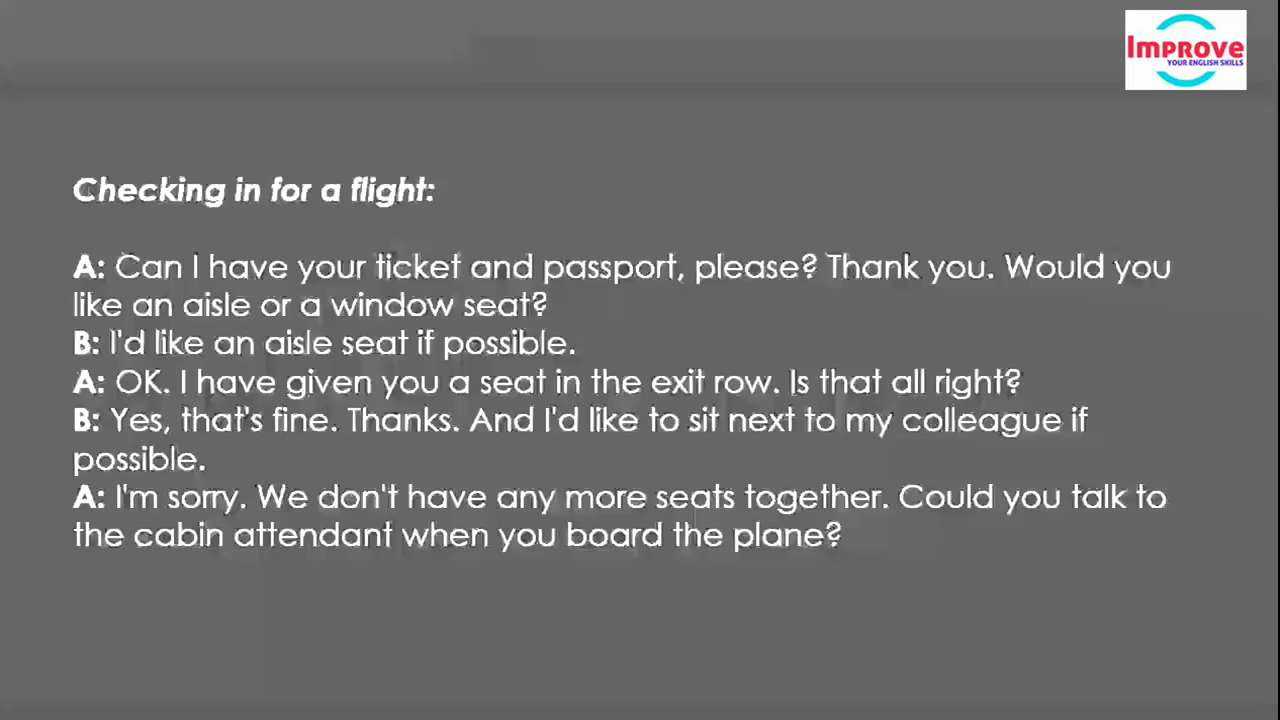 IMPROVE
YOUR ENGLISH SKILLS
Checking in for a flight:
A: Can I have your ticket and passport, please? Thank you. Would you
like an aisle or a window seat?
B: I'd like an aisle seat if possible.
A: OK. I have given you a seat in the exit row. Is that all right?
B: Yes, that's fine. Thanks. And I'd like to sit next to my colleague if
possible.
A: I'm sorry. We don't have any more seats together. Could you talk to
the cabin attendant when you board the plane?